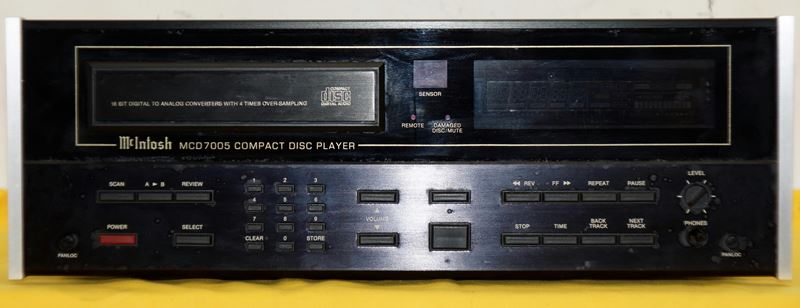 COMPACT
disc
DIGITAL AUDIO
16 BIT DIGITAL TO ANALOG CONVERTERS WITH 4 TIMES OVER-SAMPLING
SENSOR
REMOTE
DAMAGED
DISC/MUTE
McIntosh MCD7005 COMPACT DISC PLAYER
SCAN A ► B REVIEW
1 2 3
4 5 6
7 8 9
CLEAR 0 STORE
POWER
SELECT
VOLUME
◄◄ REV FF ►► REPEAT PAUSE
STOP TIME BACK TRACK NEXT TRACK
LEVEL
PHONES
PANLOC
PANLOC